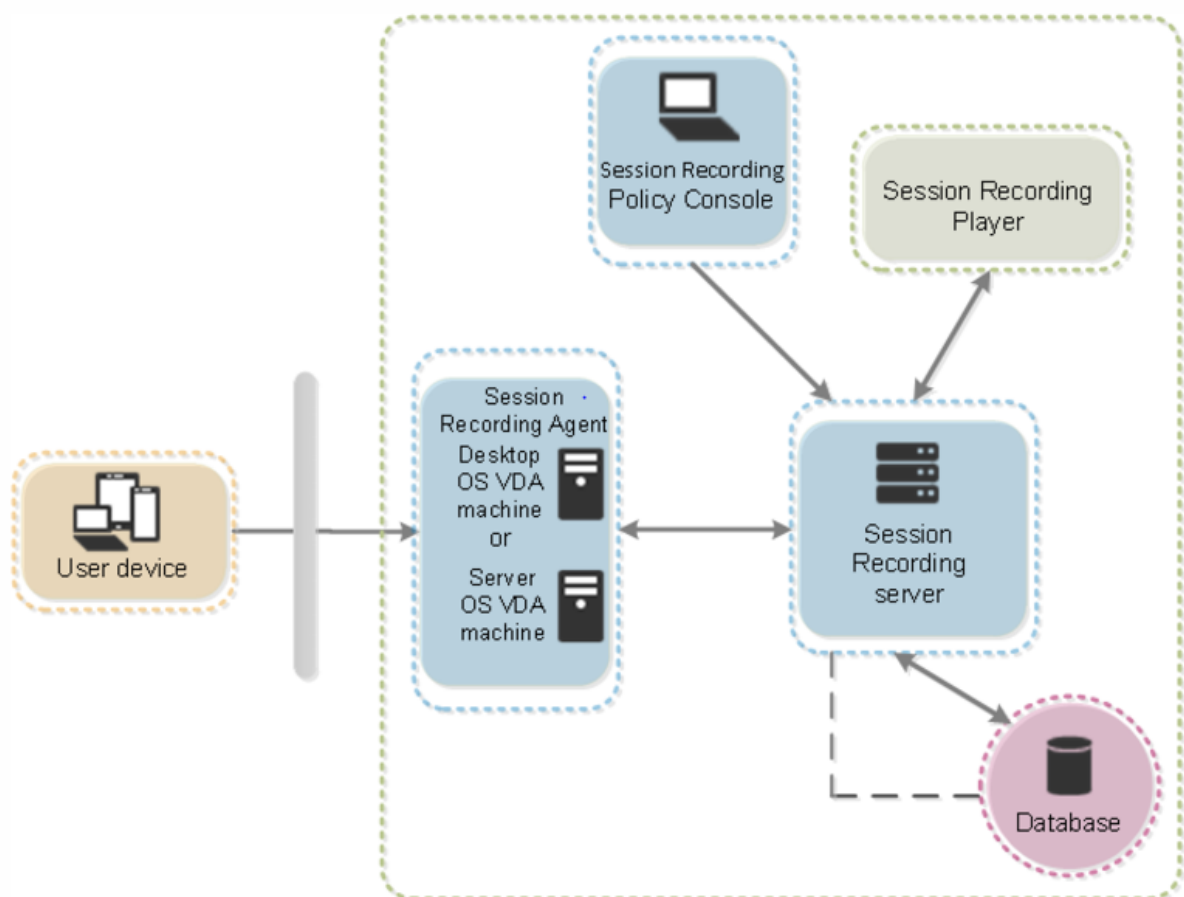 Session Recording
Policy Console
Session Recording
Player
Session
Recording Agent
Desktop
OS VDA
machine
or
Server
OS VDA
machine
User device
Session
Recording
server
Database